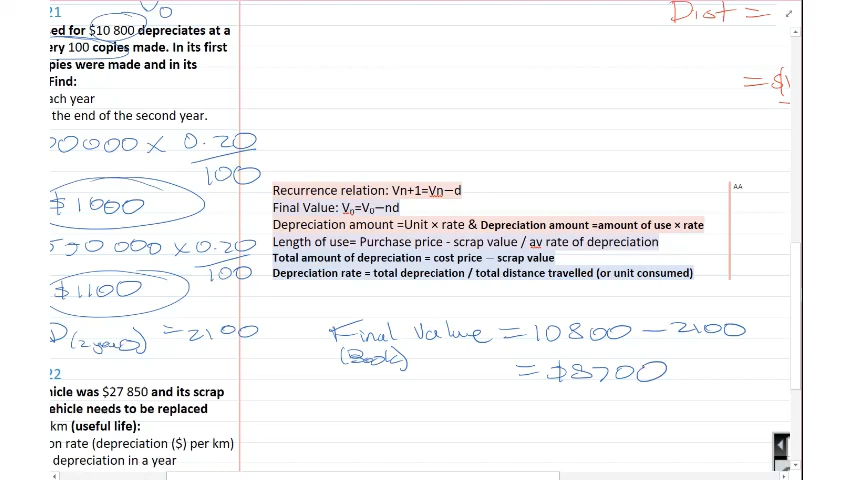 21
V₀
Dist =
sed for $10 800 depreciates at a
ery 100 copies made. In its first
pies were made and in its
Find:
ach year
the end of the second year.
= $1
00000 × 0.20
100
$ 1000
550 000 × 0.20
100
$ 1100
D (2 years) = 2100
AA
Recurrence relation: Vn+1=Vn−d
Final Value: V₀=V₀−nd
Depreciation amount =Unit × rate & Depreciation amount =amount of use × rate
Length of use= Purchase price - scrap value / av rate of depreciation
Total amount of depreciation = cost price − scrap value
Depreciation rate = total depreciation / total distance travelled (or unit consumed)
Final Value = 10800 − 2100
(Book)
= $8700
22
hicle was $27 850 and its scrap
ehicle needs to be replaced
km (useful life):
on rate (depreciation ($) per km)
depreciation in a year